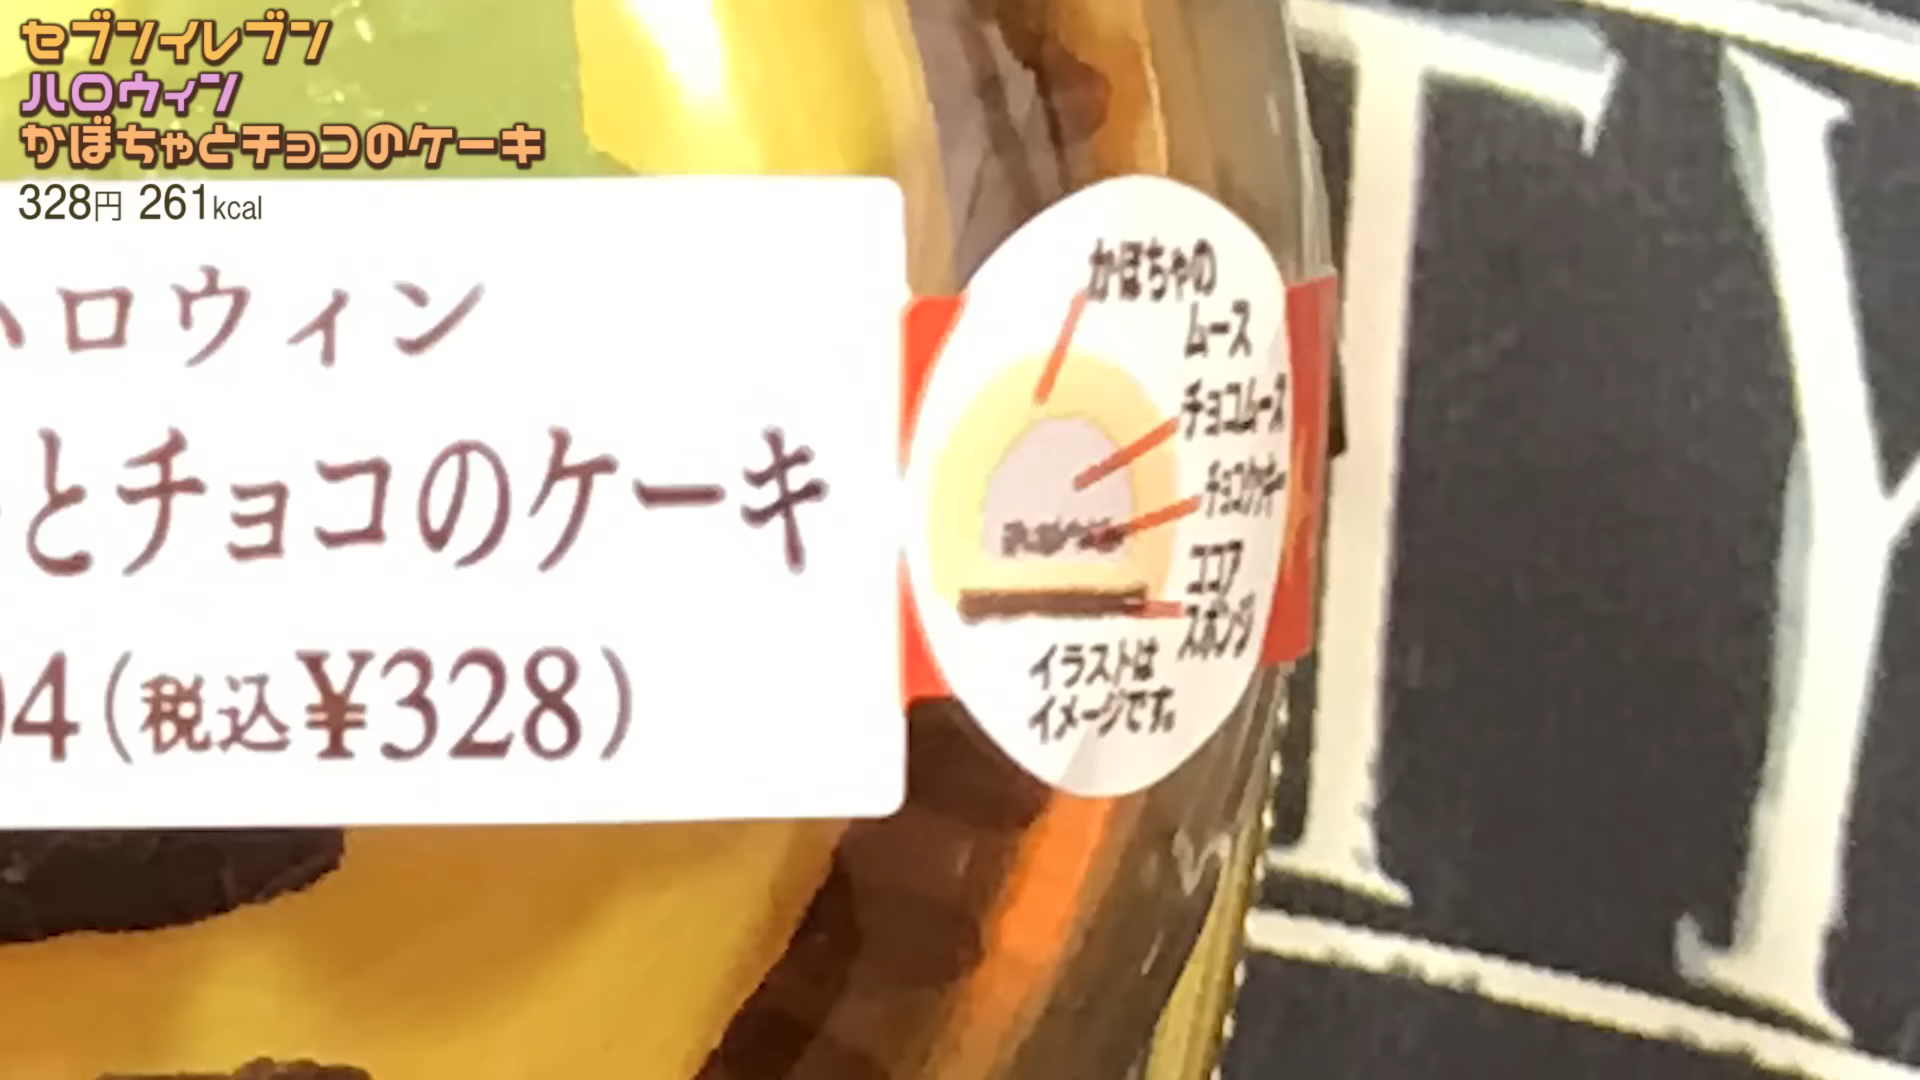 セブンイレブン
ハロウィン
かぼちゃとチョコのケーキ
328円 261kcal
ハロウィン
とチョコのケーキ
04(税込¥328)
かぼちゃの
ムース
チョコムース
チョコクッキー
ココア
スポンジ
イラストは
イメージです。
TY